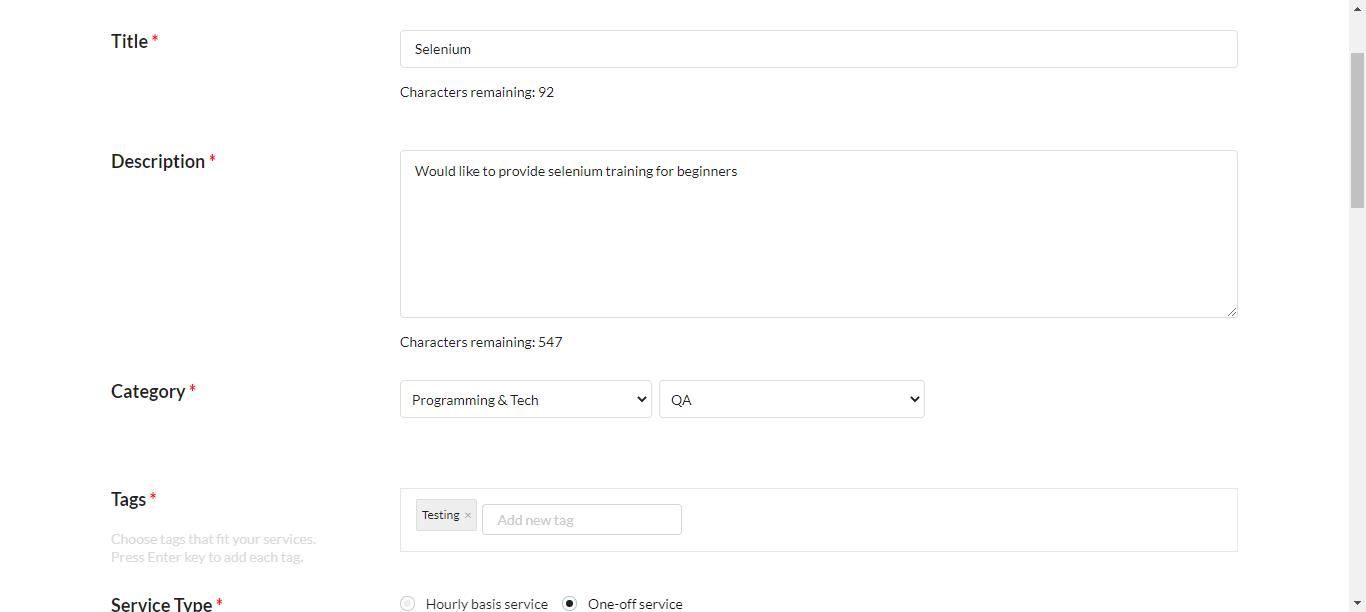 Title *
Selenium
Characters remaining: 92
Description *
Would like to provide selenium training for beginners
Characters remaining: 547
Category *
Programming & Tech
QA
Tags *
Testing ×
Add new tag
Choose tags that fit your services.
Press Enter key to add each tag.
Service Type *
Hourly basis service
One-off service